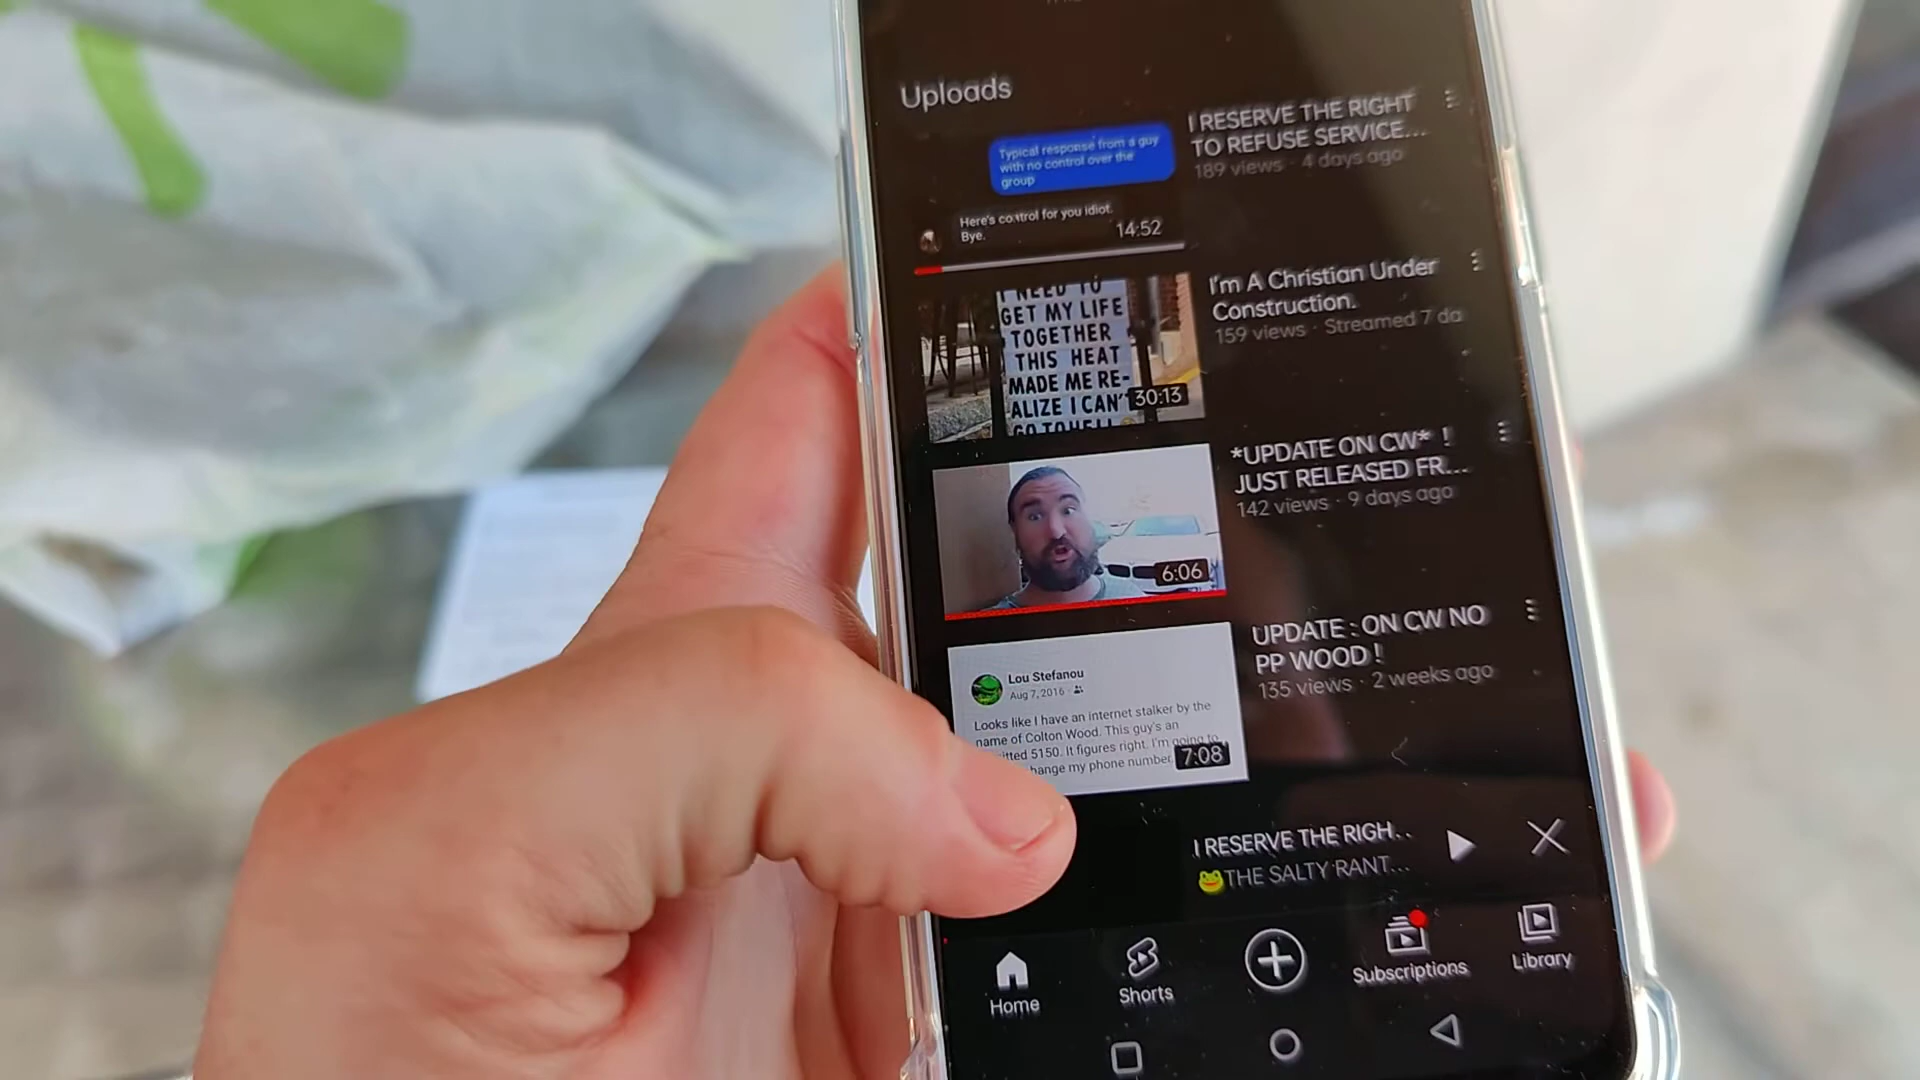 Uploads
Typical response from a guy
with no control over the
group
Here's control for you idiot.
Bye.
14:52
I RESERVE THE RIGHT
TO REFUSE SERVICE...
189 views · 4 days ago
I NEED TO
GET MY LIFE
TOGETHER
THIS HEAT
MADE ME RE-
ALIZE I CAN'T
GO TO HELL
30:13
I'm A Christian Under
Construction.
159 views · Streamed 7 da
6:06
*UPDATE ON CW* !
JUST RELEASED FR...
142 views · 9 days ago
Lou Stefanou
Aug 7, 2016 ·
Looks like I have an internet stalker by the
name of Colton Wood. This guy's an
itted 5150. It figures right. I'm going to
hange my phone number.
7:08
UPDATE : ON CW NO
PP WOOD !
135 views · 2 weeks ago
I RESERVE THE RIGH...
🐸THE SALTY RANT...
Home
Shorts
Subscriptions
Library